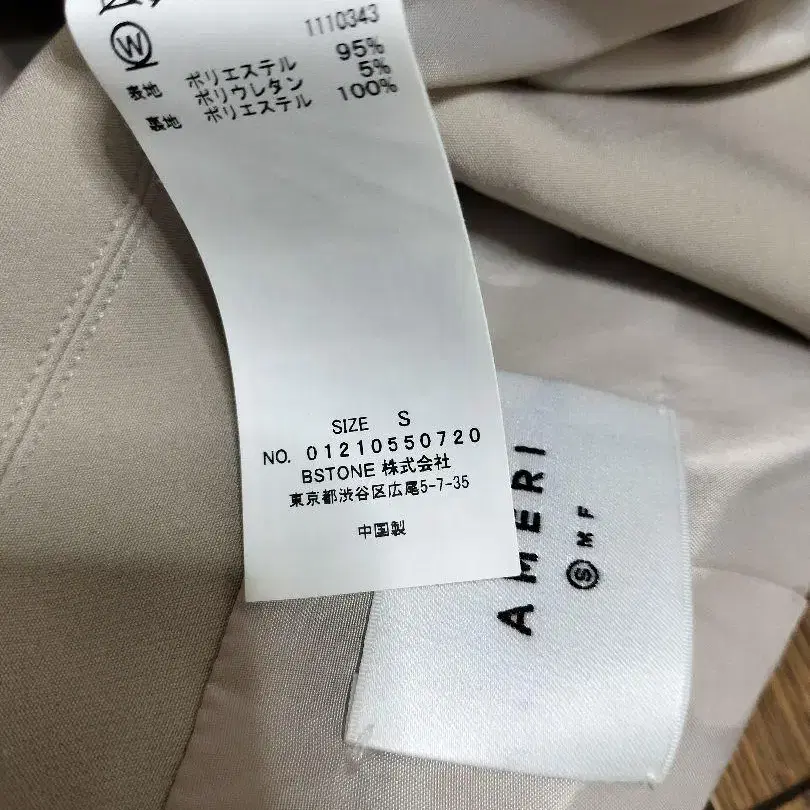 W
1110343
表地 ポリエステル 95%
ポリウレタン 5%
裏地 ポリエステル 100%
SIZE S
NO. 01210550720
BSTONE 株式会社
東京都渋谷区広尾5-7-35
中国製
AMERI
S M F